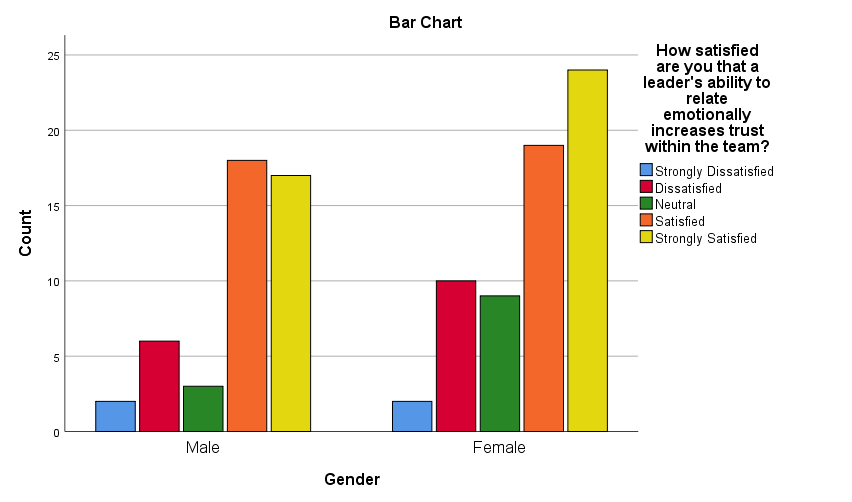 Bar Chart
How satisfied
are you that a
leader's ability to
relate
emotionally
increases trust
within the team?
Strongly Dissatisfied
Dissatisfied
Neutral
Satisfied
Strongly Satisfied
Count
25
20
15
10
5
0
Male
Female
Gender